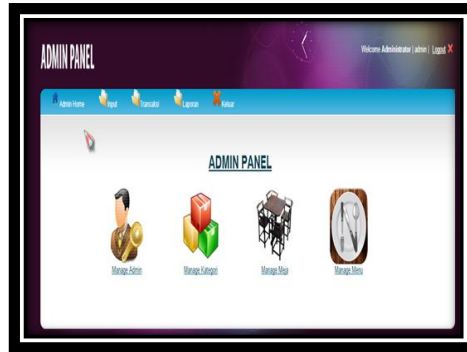 ADMIN PANEL
Welcome Administrator | admin | Logout
Admin Home Input Transaksi Laporan Keluar
ADMIN PANEL
Manage Admin Manage Kategori Manage Meja Manage Menu